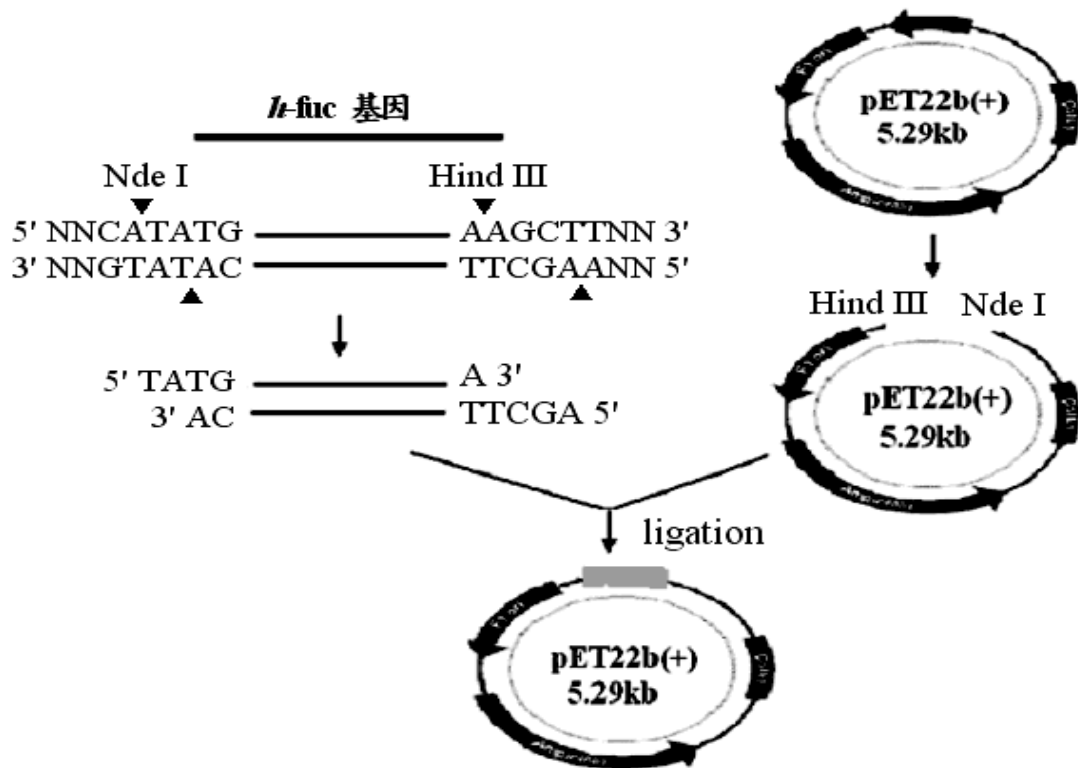 h-fuc 基因
Nde I
Hind III
5' NNCATATG
AAGCTTNN 3'
3' NNGTATAC
TTCGAANN 5'
5' TATG
A 3'
3' AC
TTCGA 5'
pET22b(+)
5.29kb
Hind III
Nde I
pET22b(+)
5.29kb
ligation
pET22b(+)
5.29kb